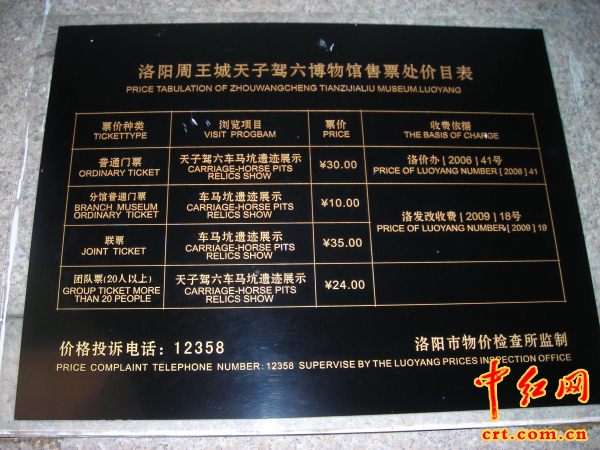 洛阳周王城天子驾六博物馆售票处价目表
PRICE TABULATION OF ZHOUWANGCHENG TIANZIJIALIU MUSEUM.LUOYANG
票价种类 浏览项目 票价 收费依据
TICKETTYPE VISIT PROGBAM PRICE THE BASIS OF CHARGE
普通门票 天子驾六车马坑遗迹展示 ¥30.00 洛价办[2006]41号
ORDINARY TICKET CARRIAGE-HORSE PITS RELICS SHOW PRICE OF LUOYANG NUMBER[2006]41
分馆普通门票 车马坑遗迹展示 ¥10.00 洛发改收费[2009]18号
BRANCH MUSEUM ORDINARY TICKET CARRIAGE-HORSE PITS RELICS SHOW PRICE OF LUOYANG NUMBER[2009]19
联票 车马坑遗迹展示 ¥35.00
JOINT TICKET CARRIAGE-HORSE PITS RELICS SHOW
团队票(20人以上) 天子驾六车马坑遗迹展示 ¥24.00
GROUP TICKET MORE THAN 20 PEOPLE CARRIAGE-HORSE PITS RELICS SHOW
价格投诉电话：12358 洛阳市物价检查所监制
PRICE COMPLAINT TELEPHONE NUMBER:12358 SUPERVISE BY THE LUOYANG PRICES INSPECTION OFFICE
中红网
crt.com.cn